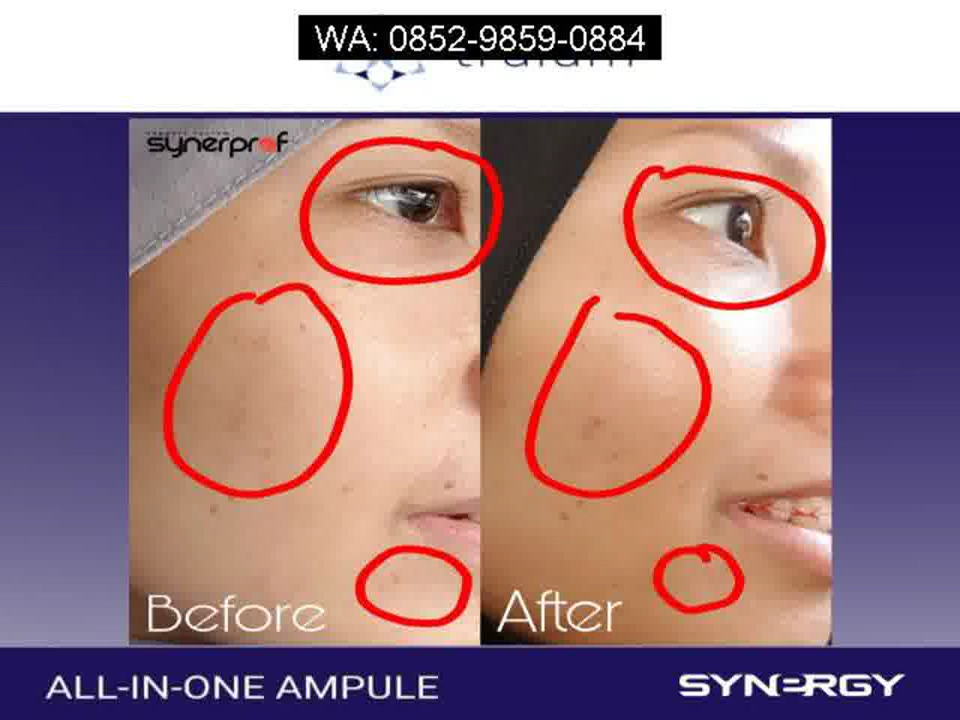 WA: 0852-9859-0884
synerprof
Before
After
ALL-IN-ONE AMPULE
SYNERGY